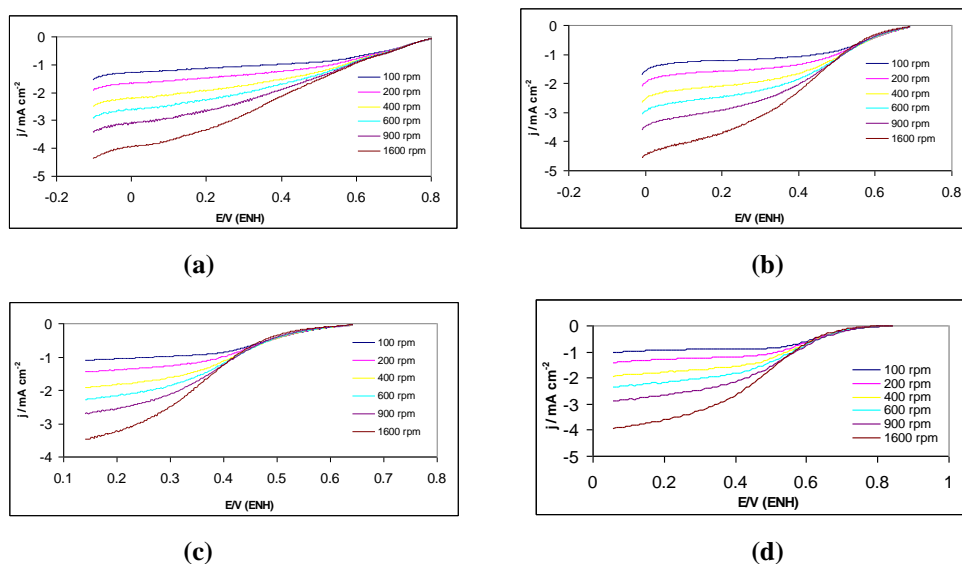 0
-1
-2
-3
-4
-5
-0.2
0
0.2
0.4
0.6
0.8
j / mA cm-2
E/V (ENH)
100 rpm
200 rpm
400 rpm
600 rpm
900 rpm
1600 rpm
(a)
0
-1
-2
-3
-4
-5
-0.2
0
0.2
0.4
0.6
0.8
j / mA cm-2
E/V (ENH)
100 rpm
200 rpm
400 rpm
600 rpm
900 rpm
1600 rpm
(b)
0
-1
-2
-3
-4
0.1
0.2
0.3
0.4
0.5
0.6
0.7
0.8
j / mA cm-2
E/V (ENH)
100 rpm
200 rpm
400 rpm
600 rpm
900 rpm
1600 rpm
(c)
0
-1
-2
-3
-4
-5
0
0.2
0.4
0.6
0.8
1
j / mA cm-2
E/V (ENH)
100 rpm
200 rpm
400 rpm
600 rpm
900 rpm
1600 rpm
(d)